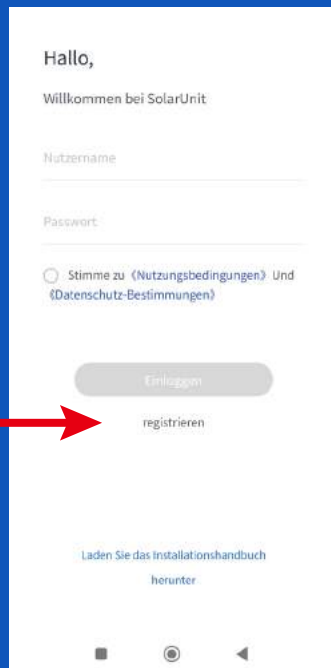 Hallo,
Willkommen bei SolarUnit
Nutzername
Passwort
Stimme zu 《Nutzungsbedingungen》 Und
《Datenschutz-Bestimmungen》
Einloggen
registrieren
Laden Sie das Installationshandbuch
herunter